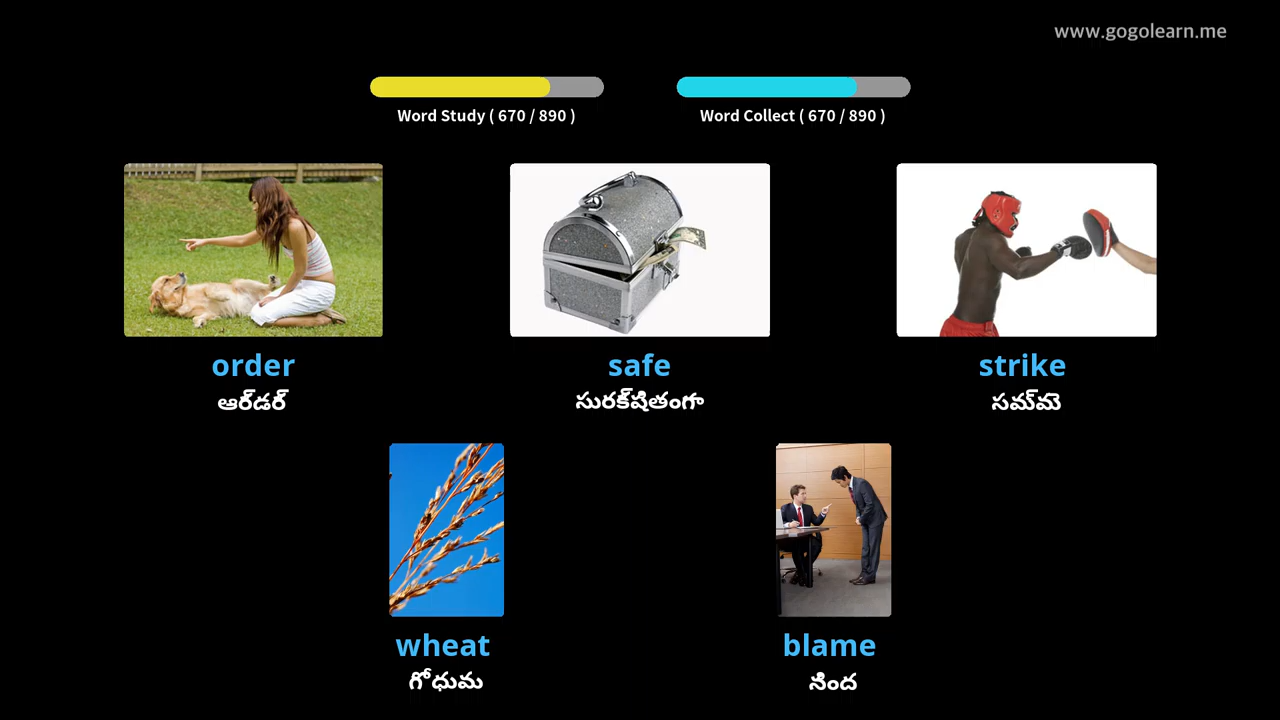 www.gogolearn.me
Word Study ( 670 / 890 )
Word Collect ( 670 / 890 )
order
ఆర్‌డర్
safe
సురక్‌షితంగా
strike
సమ్‌మె
wheat
గోధుమ
blame
నింద